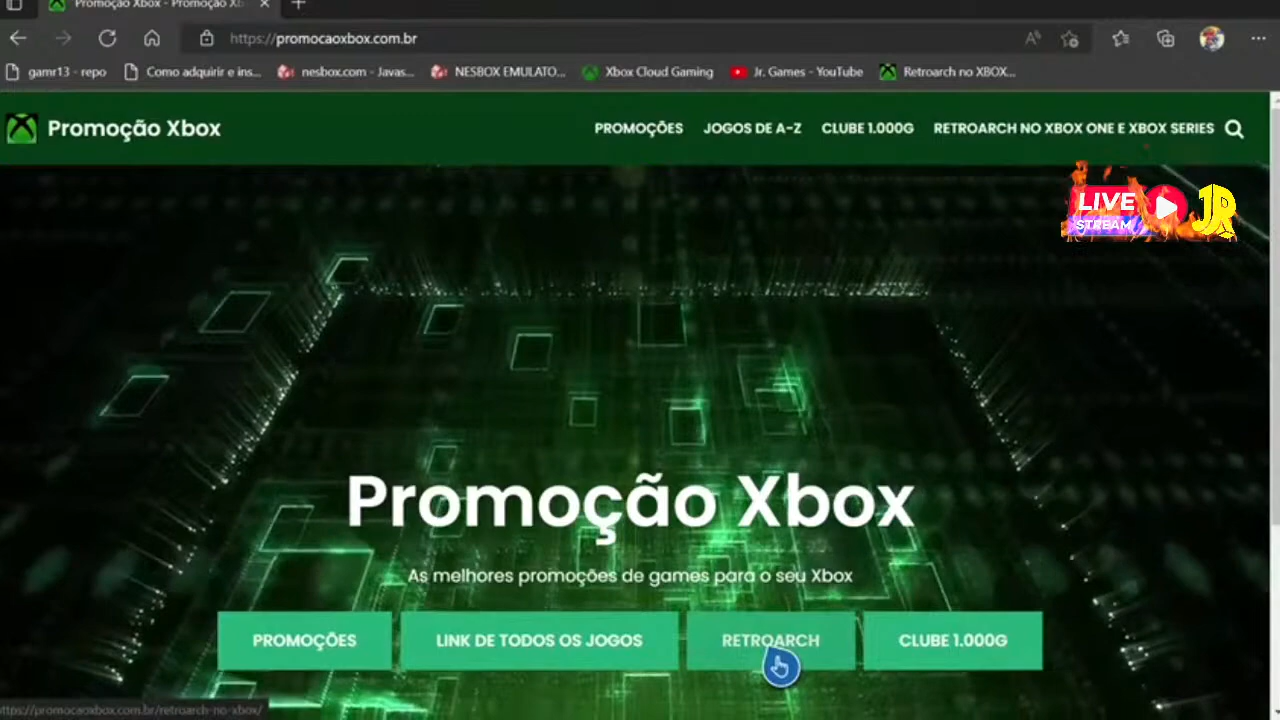 Promoção Xbox - Promoção Xb
https://promocaoxbox.com.br
gamr13 - repo
Como adquirir e ins...
nesbox.com - Javas...
NESBOX EMULATO...
Xbox Cloud Gaming
Jr. Games - YouTube
Retroarch no XBOX...
Promoção Xbox
PROMOÇÕES
JOGOS DE A-Z
CLUBE 1.000G
RETROARCH NO XBOX ONE E XBOX SERIES
LIVE
STREAM
JR
Promoção Xbox
As melhores promoções de games para o seu Xbox
PROMOÇÕES
LINK DE TODOS OS JOGOS
RETROARCH
CLUBE 1.000G
https://promocaoxbox.com.br/retroarch-no-xbox/